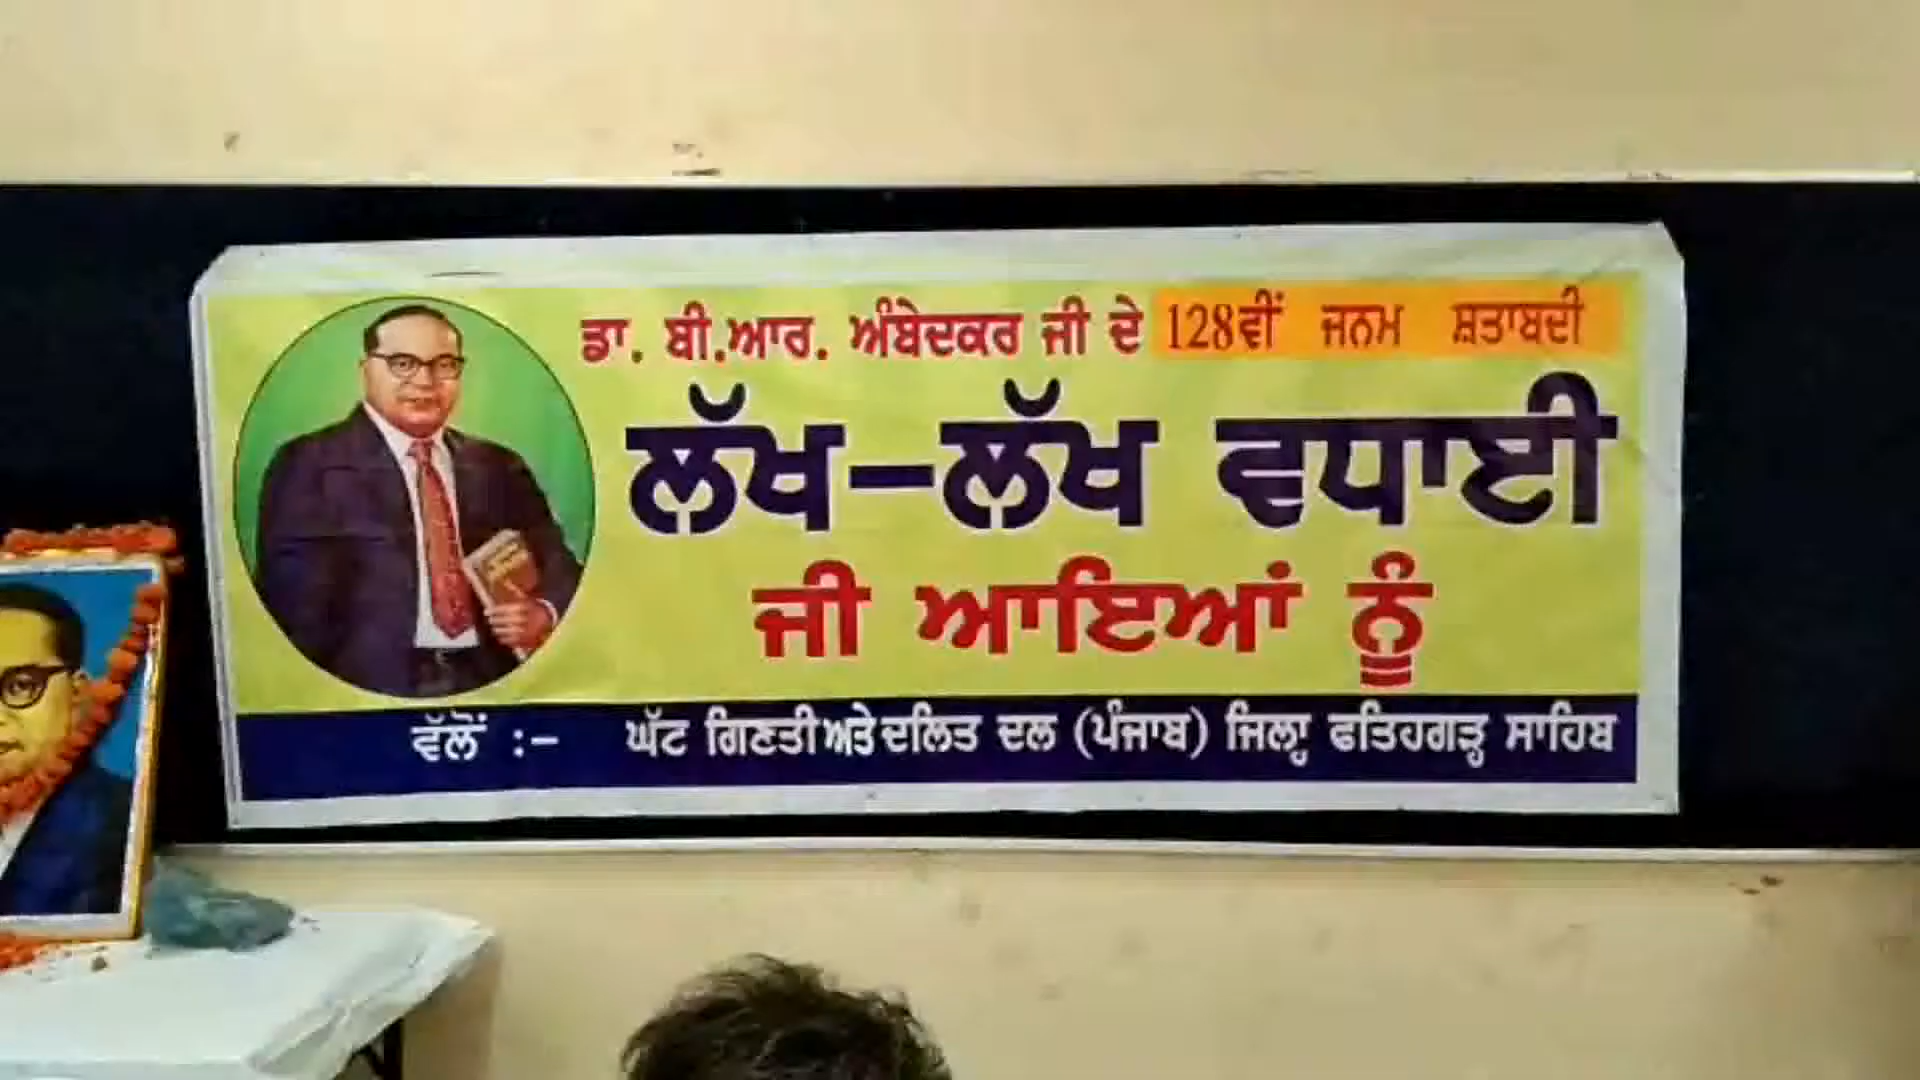 ਡਾ. ਬੀ.ਆਰ. ਅੰਬੇਦਕਰ ਜੀ ਦੇ 128ਵੀਂ ਜਨਮ ਸ਼ਤਾਬਦੀ
ਲੱਖ-ਲੱਖ ਵਧਾਈ
ਜੀ ਆਇਆਂ ਨੂੰ
ਵੱਲੋਂ :- ਘੱਟ ਗਿਣਤੀ ਅਤੇ ਦਲਿਤ ਦਲ (ਪੰਜਾਬ) ਜਿਲ੍ਹਾ ਫਤਿਹਗੜ੍ਹ ਸਾਹਿਬ